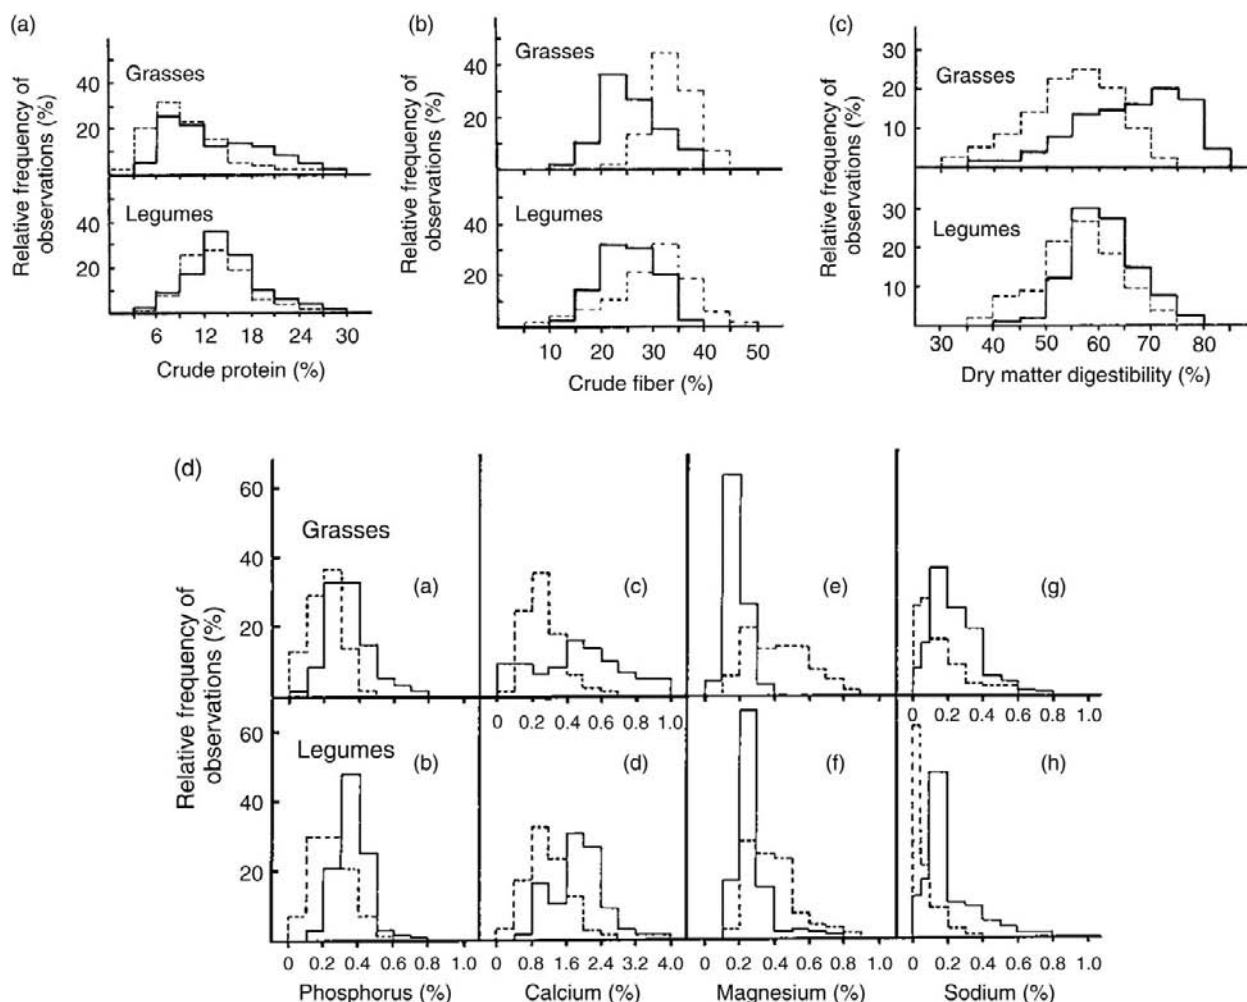 (a)
Relative frequency of
observations (%)
40
20
Grasses
Legumes
40
20
6 12 18 24 30
Crude protein (%)
(b)
Relative frequency of
observations (%)
40
20
Grasses
Legumes
40
20
10 20 30 40 50
Crude fiber (%)
(c)
Relative frequency of
observations (%)
30
20
10
Grasses
Legumes
30
20
10
30 40 50 60 70 80
Dry matter digestibility (%)
(d)
Relative frequency of
observations (%)
60
40
20
Grasses
(a)
(c)
(e)
(g)
0 0.2 0.4 0.6 0.8 1.0
0 0.2 0.4 0.6 0.8 1.0
Relative frequency of
observations (%)
60
40
20
Legumes
(b)
(d)
(f)
(h)
0 0.2 0.4 0.6 0.8 1.0
0 0.8 1.6 2.4 3.2 4.0
0 0.2 0.4 0.6 0.8 1.0
0 0.2 0.4 0.6 0.8 1.0
Phosphorus (%)
Calcium (%)
Magnesium (%)
Sodium (%)